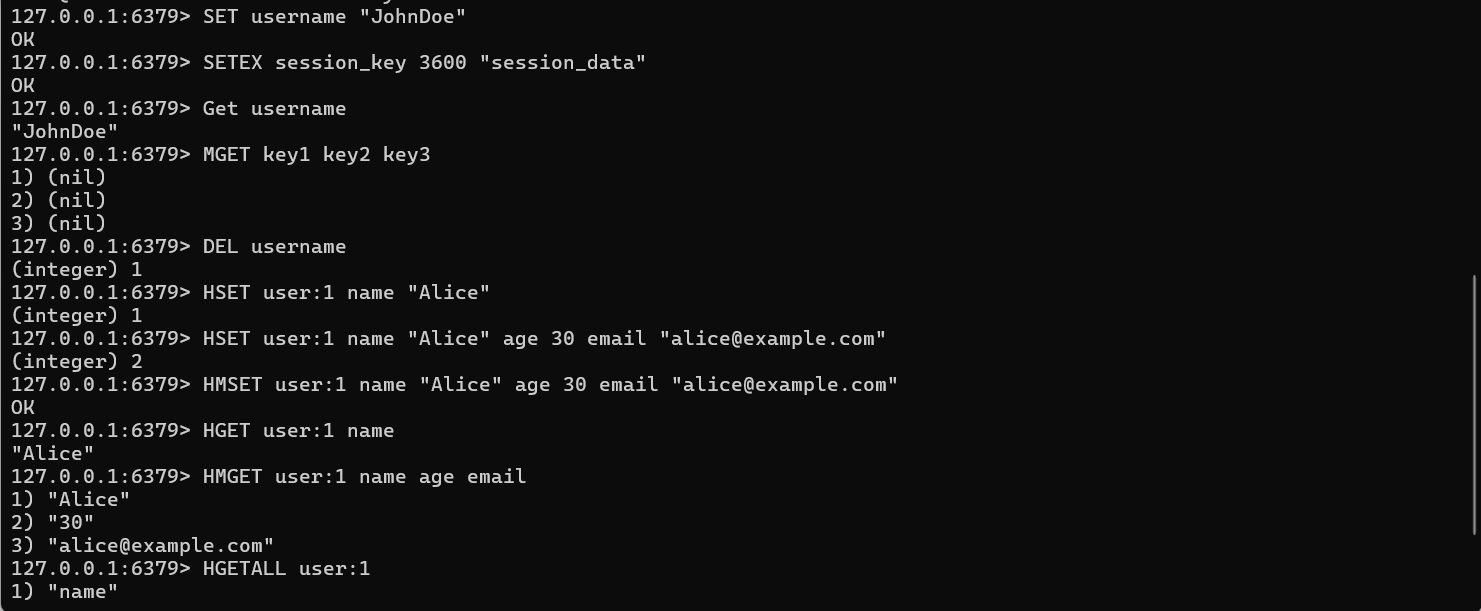 127.0.0.1:6379> SET username "JohnDoe"
OK
127.0.0.1:6379> SETEX session_key 3600 "session_data"
OK
127.0.0.1:6379> Get username
"JohnDoe"
127.0.0.1:6379> MGET key1 key2 key3
1) (nil)
2) (nil)
3) (nil)
127.0.0.1:6379> DEL username
(integer) 1
127.0.0.1:6379> HSET user:1 name "Alice"
(integer) 1
127.0.0.1:6379> HSET user:1 name "Alice" age 30 email "alice@example.com"
(integer) 2
127.0.0.1:6379> HMSET user:1 name "Alice" age 30 email "alice@example.com"
OK
127.0.0.1:6379> HGET user:1 name
"Alice"
127.0.0.1:6379> HMGET user:1 name age email
1) "Alice"
2) "30"
3) "alice@example.com"
127.0.0.1:6379> HGETALL user:1
1) "name"